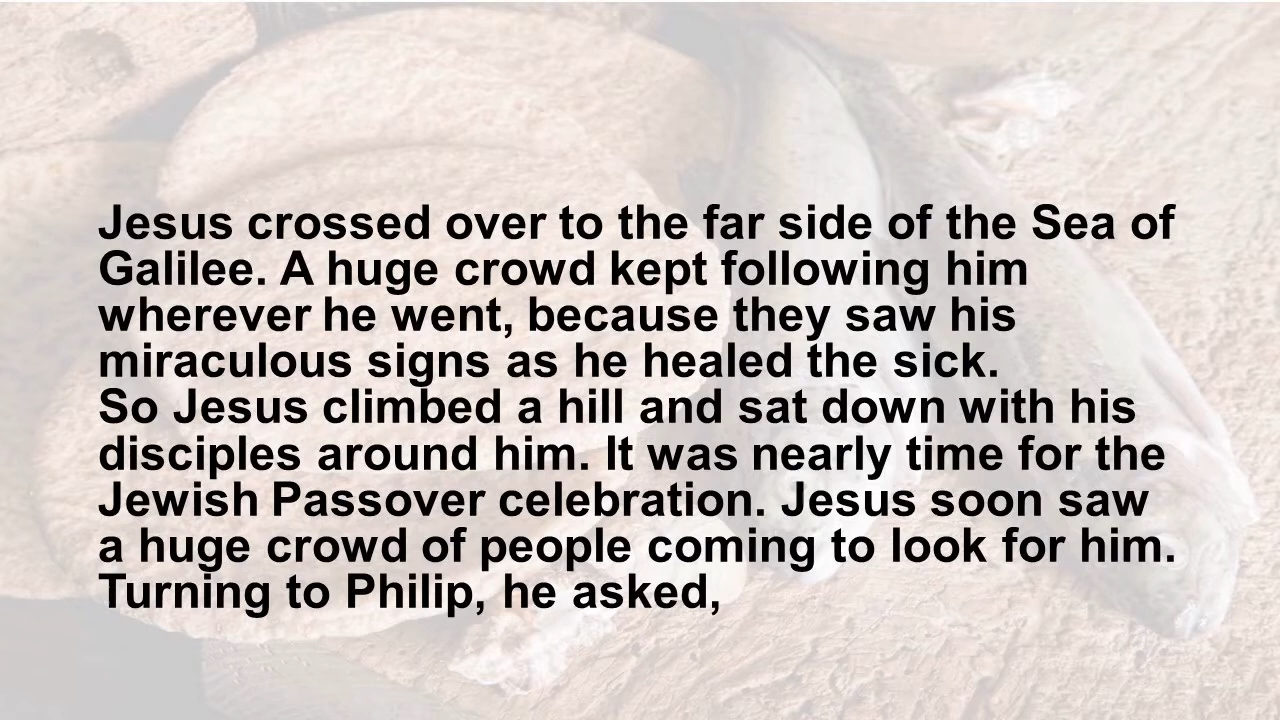 Jesus crossed over to the far side of the Sea of
Galilee. A huge crowd kept following him
wherever he went, because they saw his
miraculous signs as he healed the sick.
So Jesus climbed a hill and sat down with his
disciples around him. It was nearly time for the
Jewish Passover celebration. Jesus soon saw
a huge crowd of people coming to look for him.
Turning to Philip, he asked,